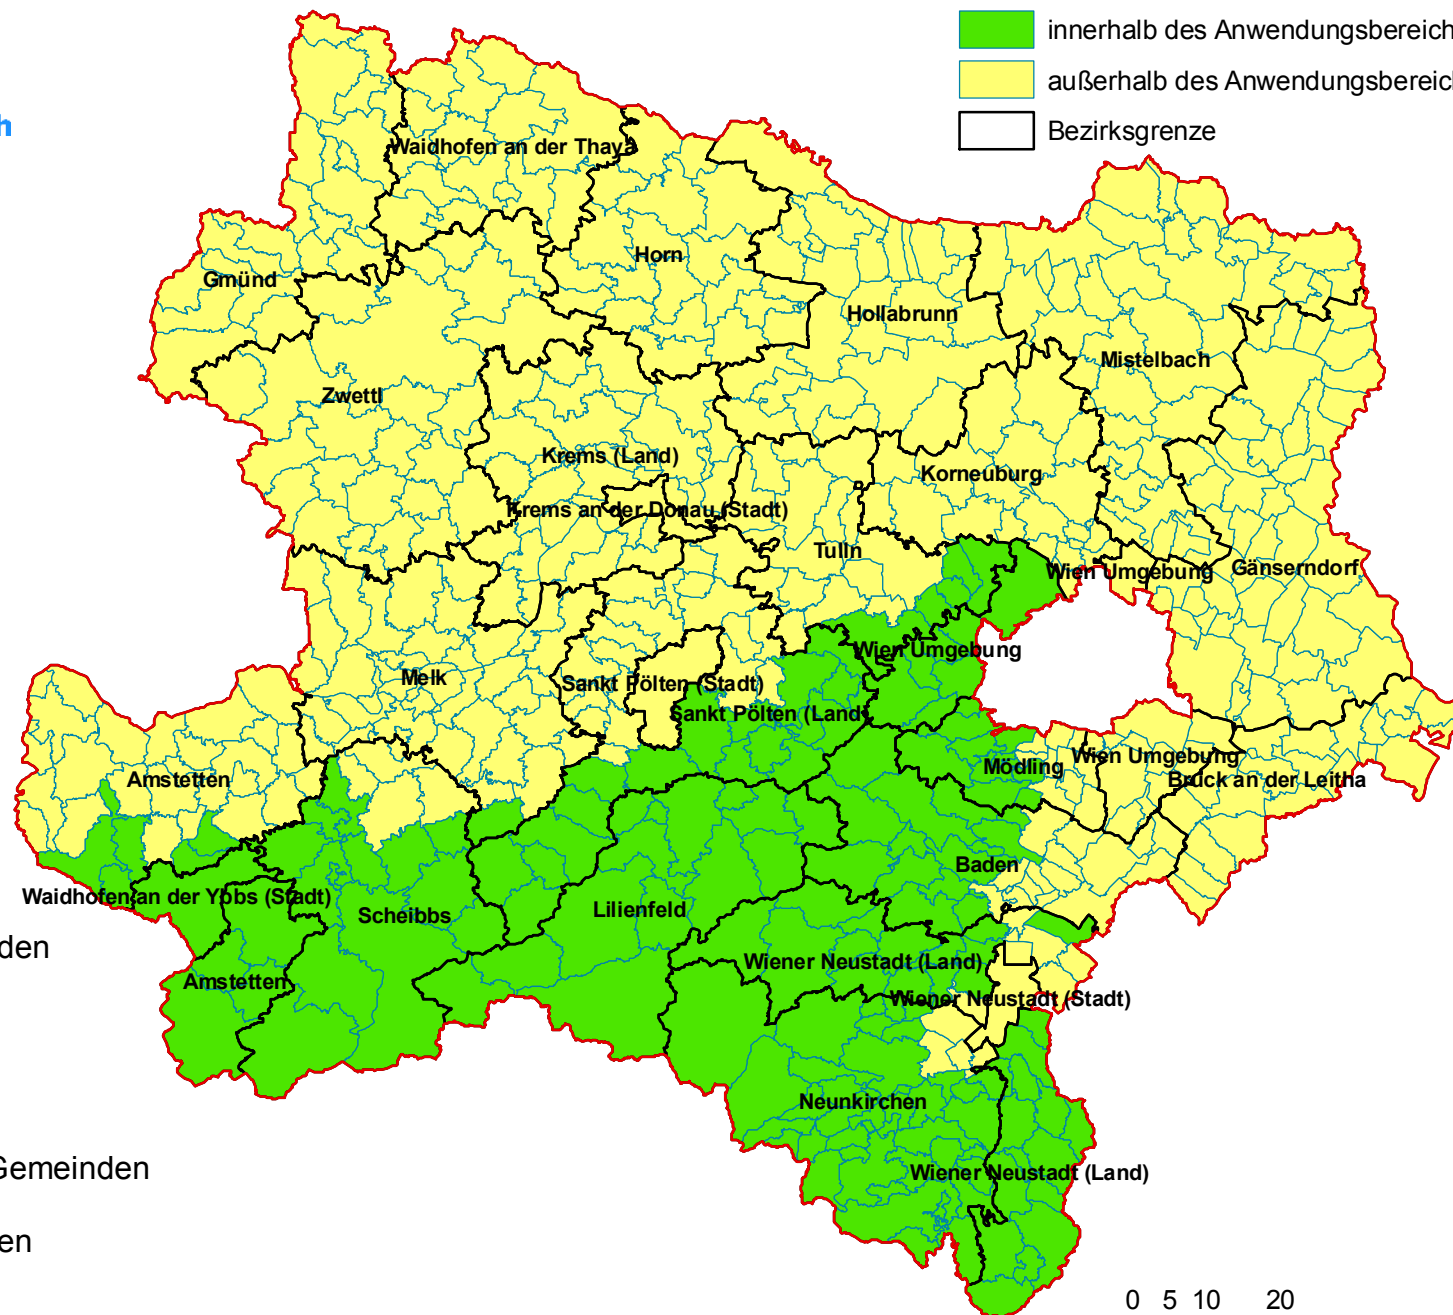 innerhalb des Anwendungsbereich
außerhalb des Anwendungsbereich
Bezirksgrenze
h
Waidhofen an der Thaya
Horn
Gmünd
Hollabrunn
Mistelbach
Zwettl
Krems (Land)
Korneuburg
Krems an der Donau (Stadt)
Tulln
Wien Umgebung
Gänserndorf
Wien Umgebung
Melk
Sankt Pölten (Stadt)
Sankt Pölten (Land)
Mödling
Wien Umgebung
Bruck an der Leitha
Amstetten
Baden
Waidhofen an der Ybbs (Stadt)
Scheibbs
Lilienfeld
den
Wiener Neustadt (Land)
Amstetten
Wiener Neustadt (Stadt)
Neunkirchen
Gemeinden
Wiener Neustadt (Land)
en
0 5 10 20